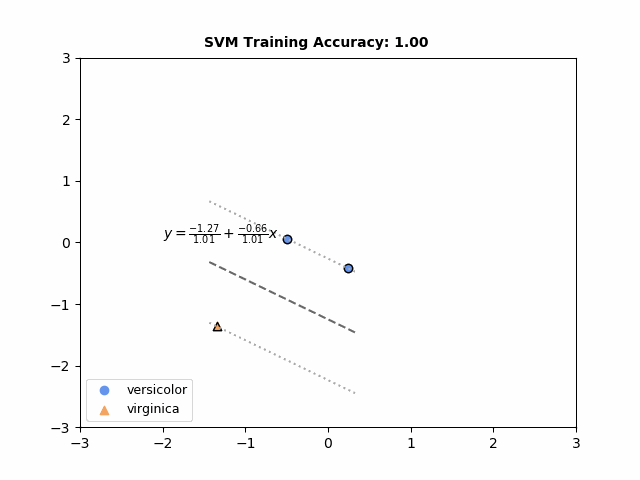 SVM Training Accuracy: 1.00
3
2
1
0
−1
−2
−3
y = −1.27/1.01 + −0.66/1.01 x
versicolor
virginica
−3 −2 −1 0 1 2 3